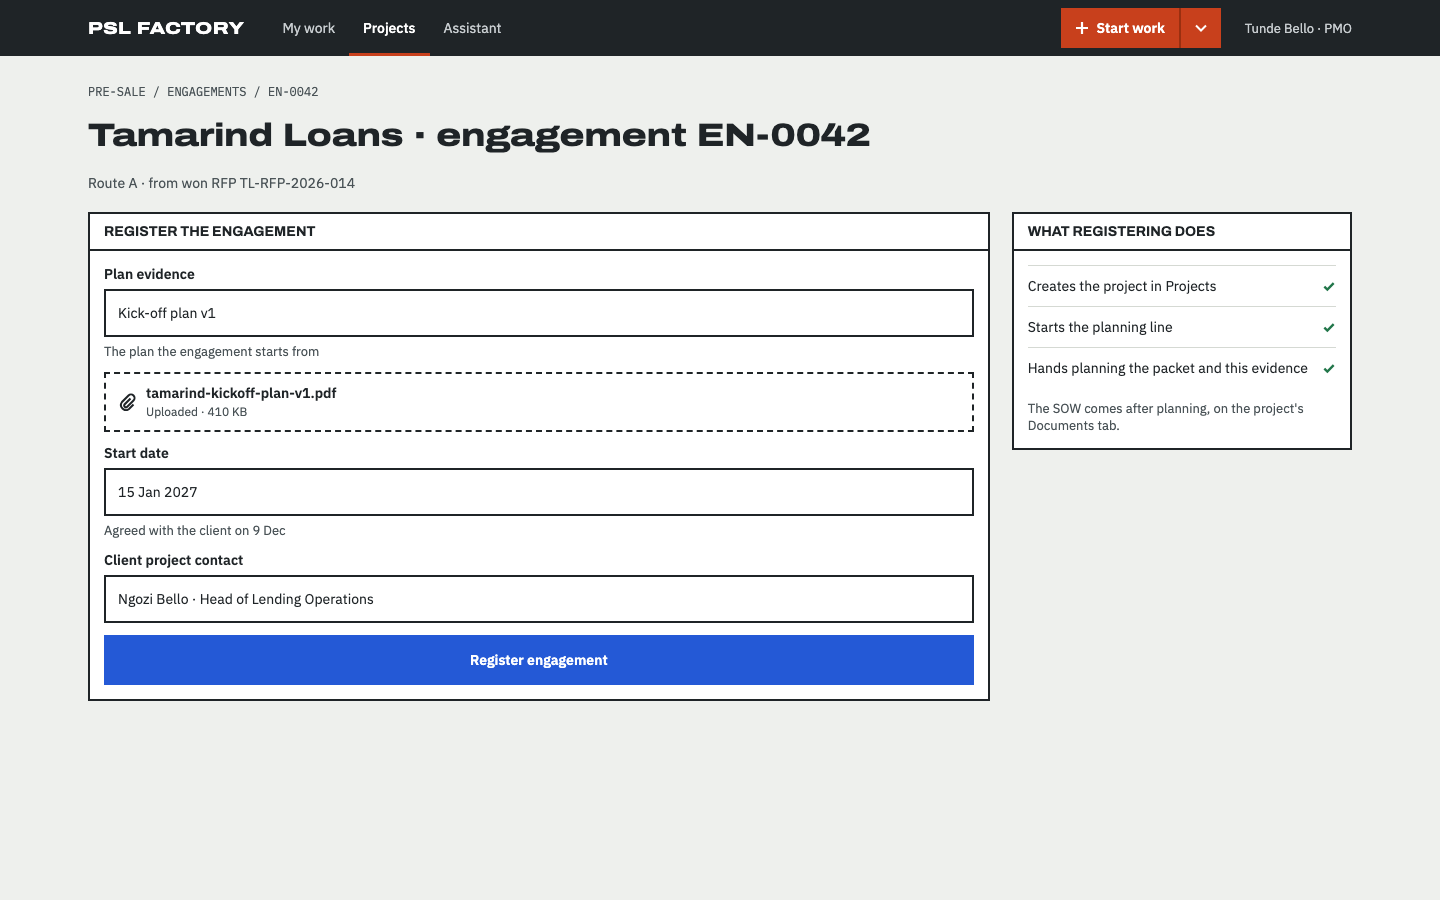 PSL FACTORY
My work
Projects
Assistant
Start work
Tunde Bello · PMO
PRE-SALE / ENGAGEMENTS / EN-0042
Tamarind Loans · engagement EN-0042
Route A · from won RFP TL-RFP-2026-014
REGISTER THE ENGAGEMENT
Plan evidence
Kick-off plan v1
The plan the engagement starts from
tamarind-kickoff-plan-v1.pdf
Uploaded · 410 KB
Start date
15 Jan 2027
Agreed with the client on 9 Dec
Client project contact
Ngozi Bello · Head of Lending Operations
Register engagement
WHAT REGISTERING DOES
Creates the project in Projects
Starts the planning line
Hands planning the packet and this evidence
The SOW comes after planning, on the project's
Documents tab.